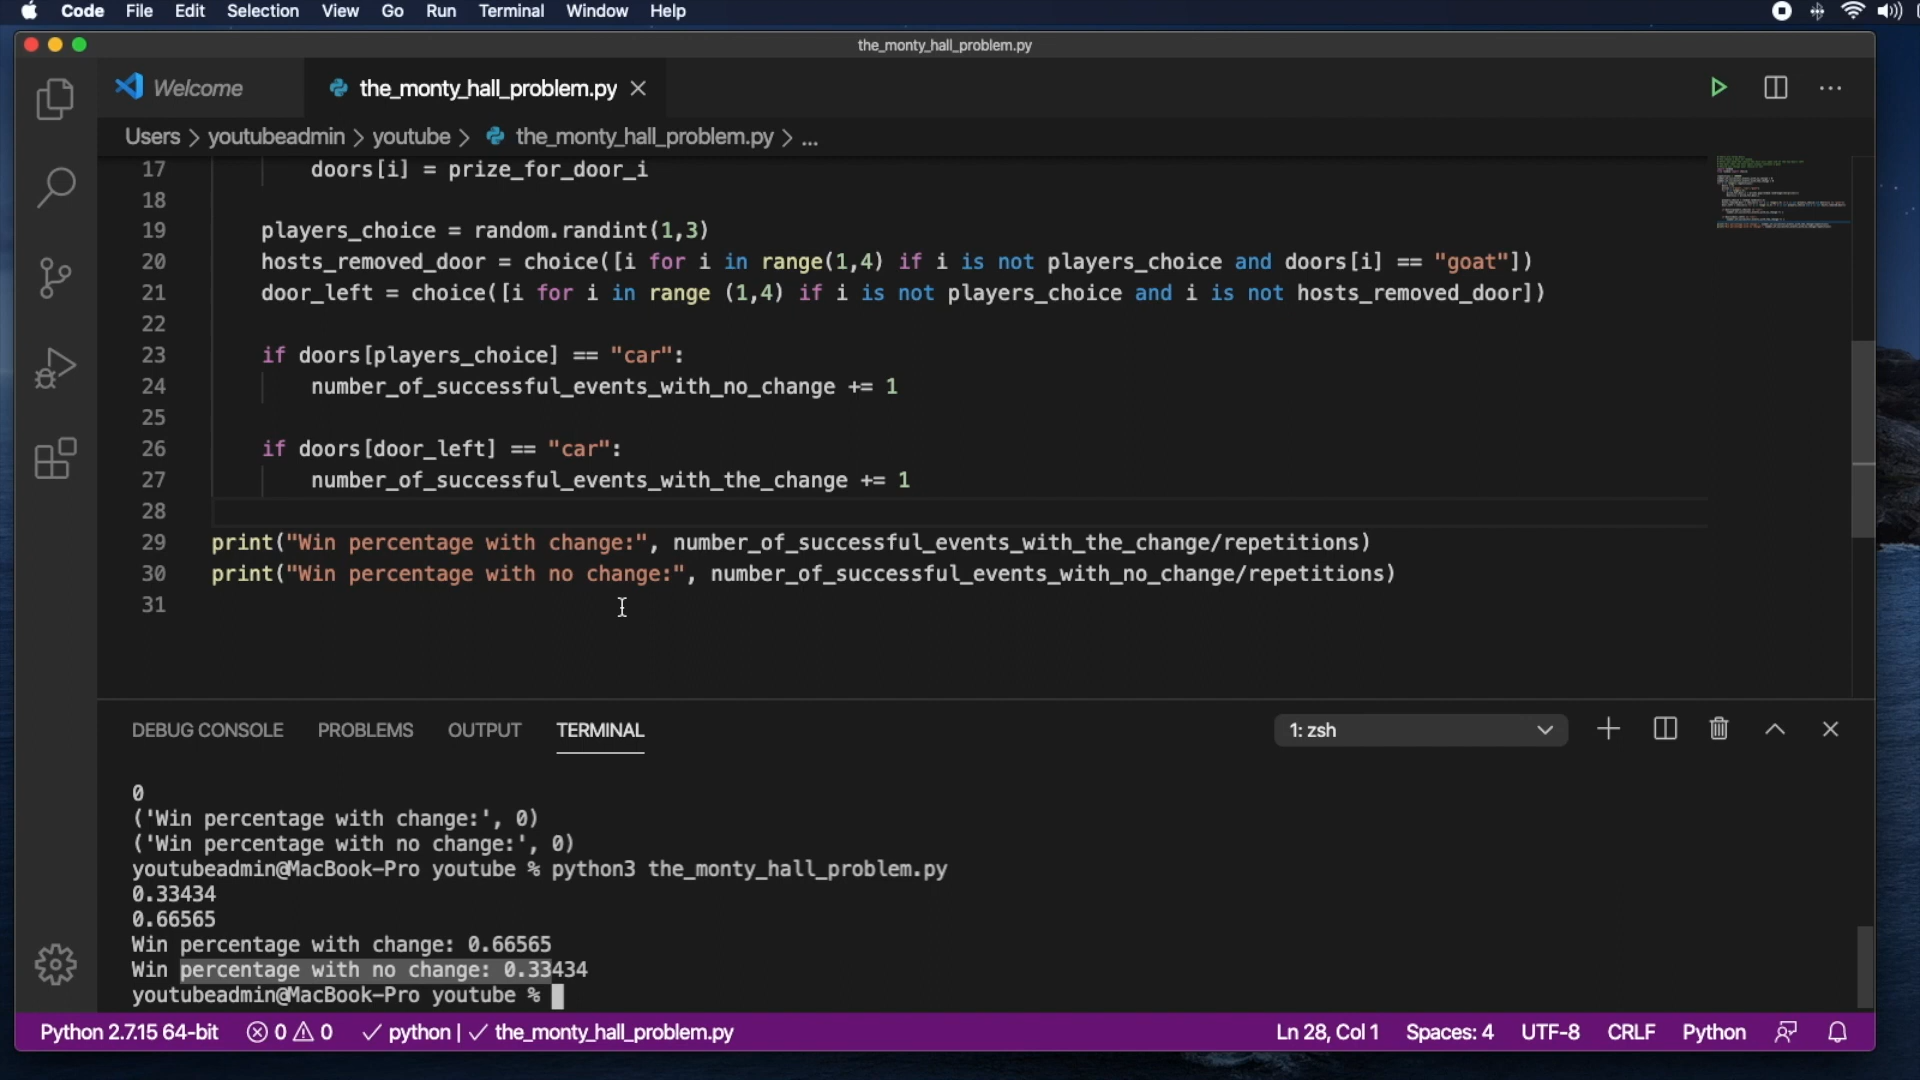 Code File Edit Selection View Go Run Terminal Window Help
the_monty_hall_problem.py
Welcome
the_monty_hall_problem.py
Users > youtubeadmin > youtube > the_monty_hall_problem.py > ...
17 doors[i] = prize_for_door_i
18
19 players_choice = random.randint(1,3)
20 hosts_removed_door = choice([i for i in range(1,4) if i is not players_choice and doors[i] == "goat"])
21 door_left = choice([i for i in range (1,4) if i is not players_choice and i is not hosts_removed_door])
22
23 if doors[players_choice] == "car":
24 number_of_successful_events_with_no_change += 1
25
26 if doors[door_left] == "car":
27 number_of_successful_events_with_the_change += 1
28
29 print("Win percentage with change:", number_of_successful_events_with_the_change/repetitions)
30 print("Win percentage with no change:", number_of_successful_events_with_no_change/repetitions)
31
DEBUG CONSOLE PROBLEMS OUTPUT TERMINAL 1: zsh
0
('Win percentage with change:', 0)
('Win percentage with no change:', 0)
youtubeadmin@MacBook-Pro youtube % python3 the_monty_hall_problem.py
0.33434
0.66565
Win percentage with change: 0.66565
Win percentage with no change: 0.33434
youtubeadmin@MacBook-Pro youtube %
Python 2.7.15 64-bit 0 0 ✓ python | ✓ the_monty_hall_problem.py Ln 28, Col 1 Spaces: 4 UTF-8 CRLF Python